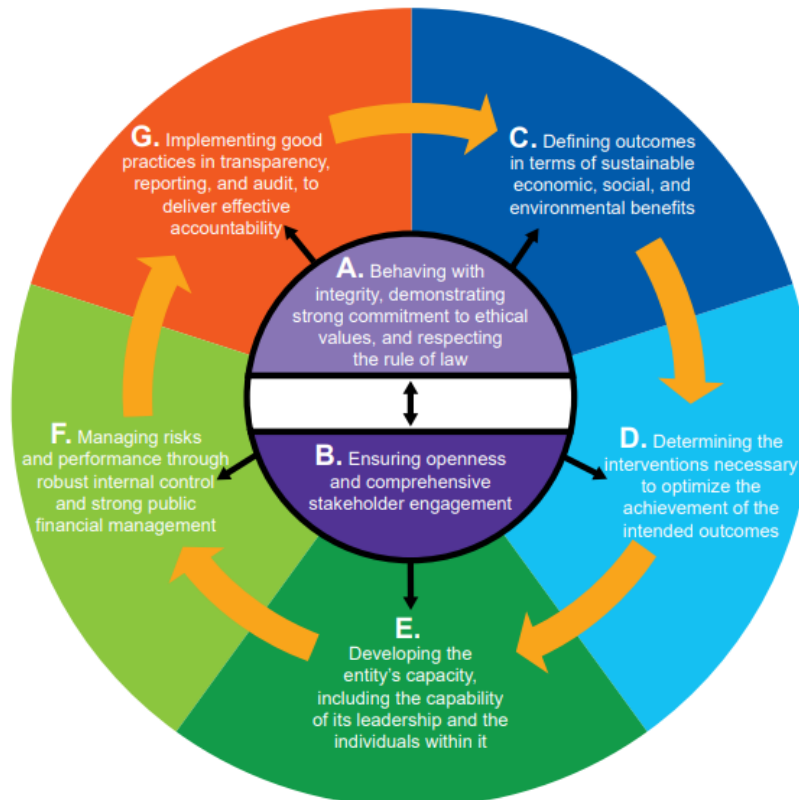 A. Behaving with
integrity, demonstrating
strong commitment to ethical
values, and respecting
the rule of law
B. Ensuring openness
and comprehensive
stakeholder engagement
C. Defining outcomes
in terms of sustainable
economic, social, and
environmental benefits
D. Determining the
interventions necessary
to optimize the
achievement of the
intended outcomes
E.
Developing the
entity's capacity,
including the capability
of its leadership and the
individuals within it
F. Managing risks
and performance through
robust internal control
and strong public
financial management
G. Implementing good
practices in transparency,
reporting, and audit, to
deliver effective
accountability